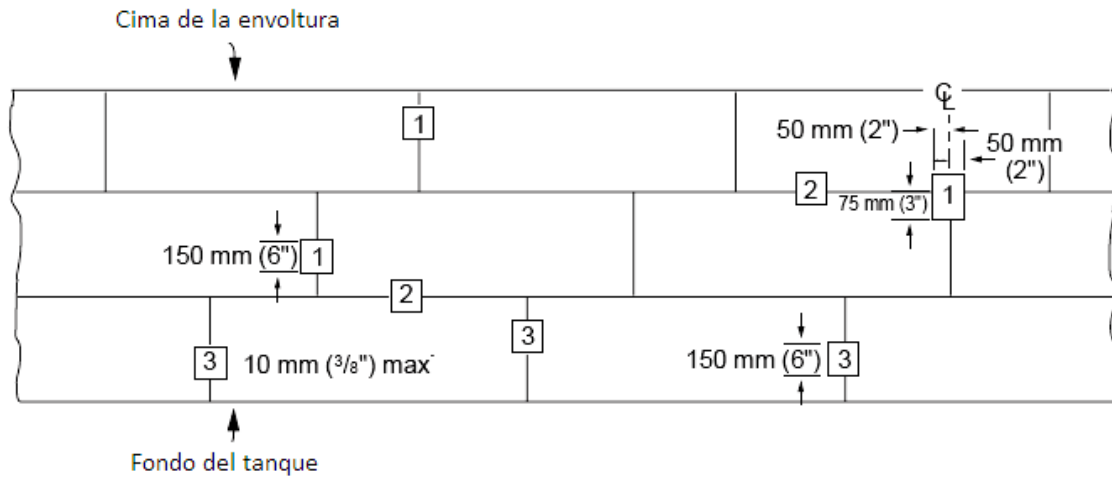 Cima de la envoltura
℄
1
50 mm (2")
50 mm
(2")
2
75 mm (3")
1
150 mm (6")
1
2
3
3
10 mm (3/8") max
150 mm (6")
3
Fondo del tanque